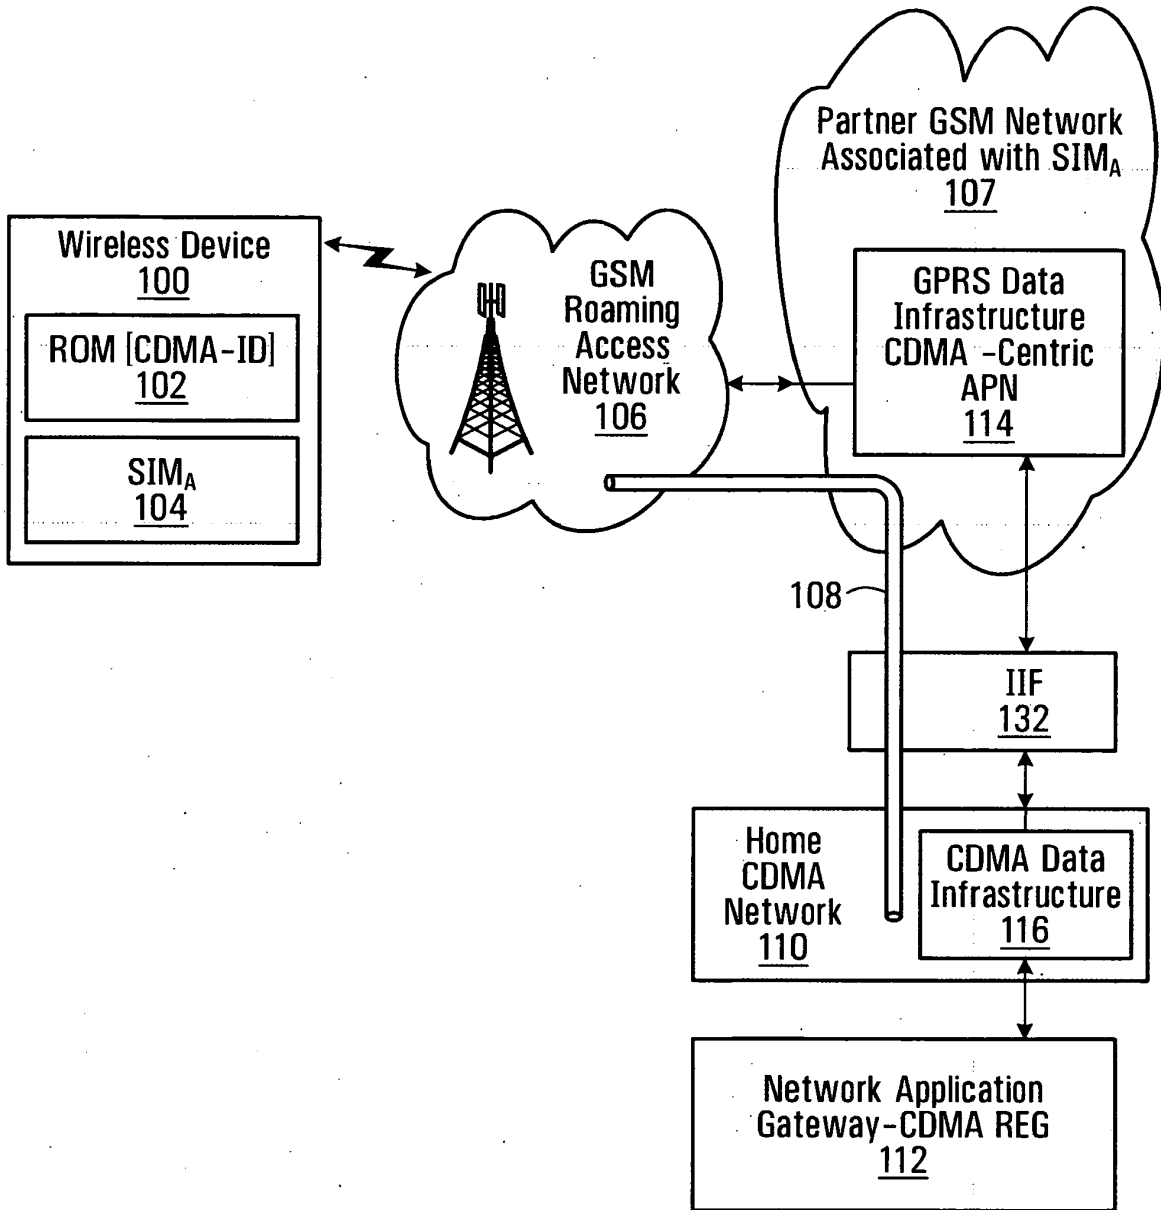 Partner GSM Network
Associated with SIMA
107
Wireless Device
100
ROM [CDMA-ID]
102
SIMA
104
GSM
Roaming
Access
Network
106
GPRS Data
Infrastructure
CDMA -Centric
APN
114
108
IIF
132
Home
CDMA
Network
110
CDMA Data
Infrastructure
116
Network Application
Gateway-CDMA REG
112